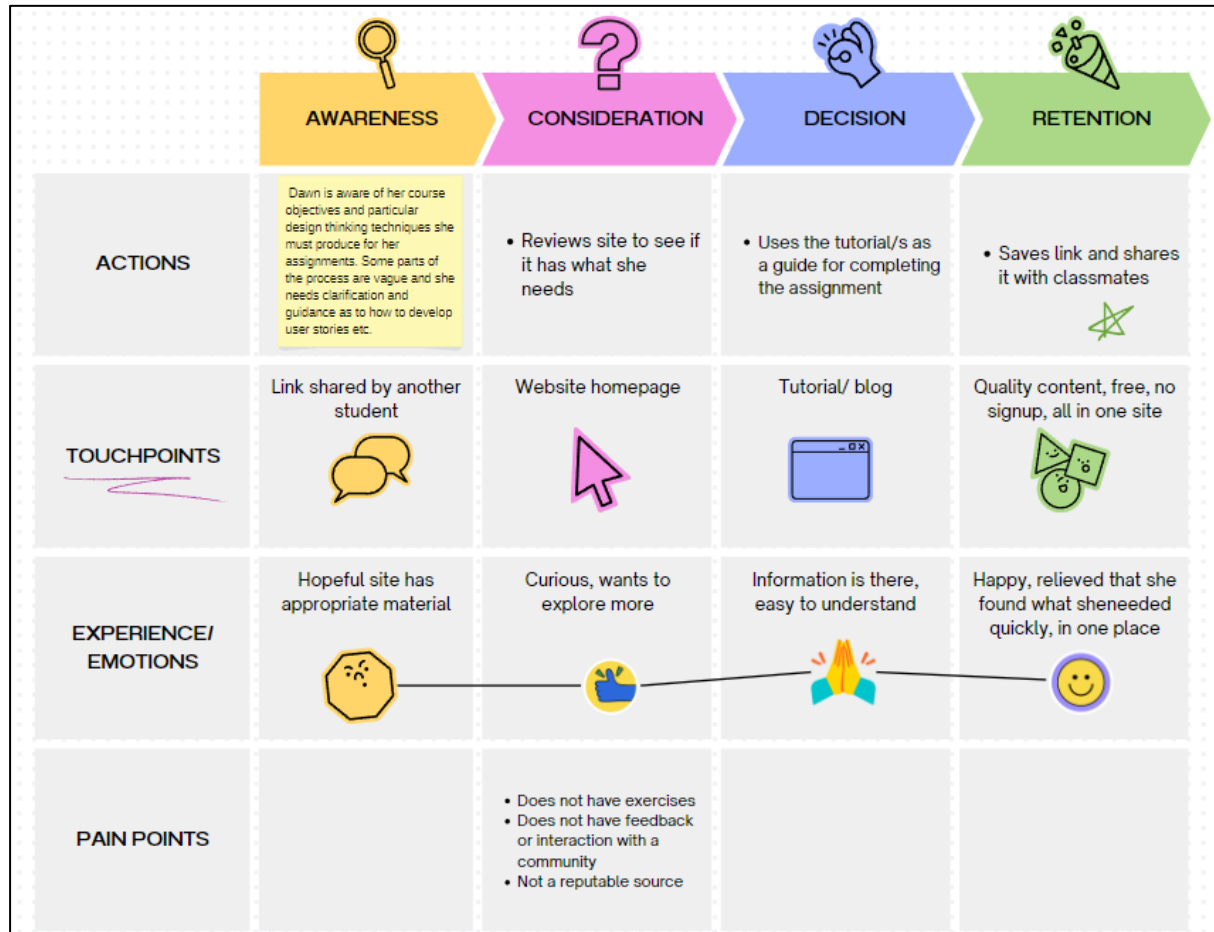 AWARENESS
CONSIDERATION
DECISION
RETENTION
ACTIONS
Dawn is aware of her course
objectives and particular
design thinking techniques she
must produce for her
assignments. Some parts of
the process are vague and she
needs clarification and
guidance as to how to develop
user stories etc.
• Reviews site to see if
it has what she
needs
• Uses the tutorial/s as
a guide for completing
the assignment
• Saves link and shares
it with classmates
TOUCHPOINTS
Link shared by another
student
Website homepage
Tutorial/ blog
Quality content, free, no
signup, all in one site
EXPERIENCE/
EMOTIONS
Hopeful site has
appropriate material
Curious, wants to
explore more
Information is there,
easy to understand
Happy, relieved that she
found what sheneeded
quickly, in one place
PAIN POINTS
• Does not have exercises
• Does not have feedback
or interaction with a
community
• Not a reputable source